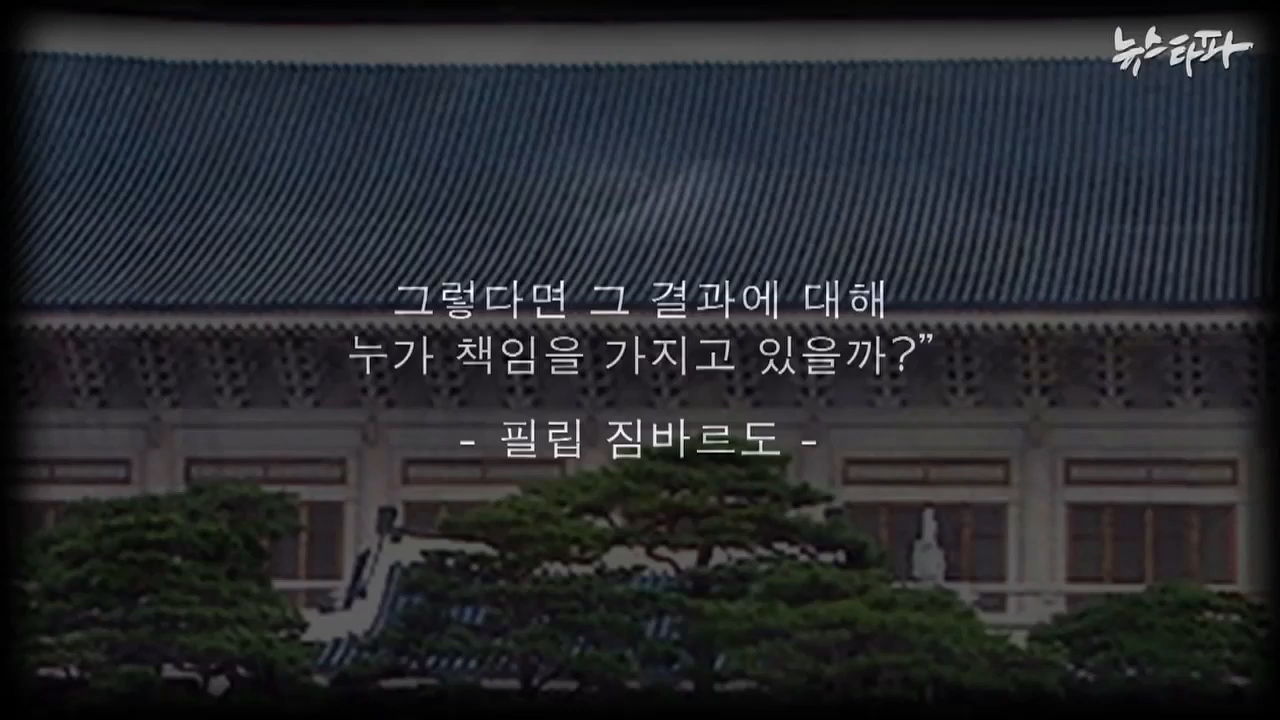 뉴스타파
그렇다면 그 결과에 대해
누가 책임을 가지고 있을까?”
- 필립 짐바르도 -